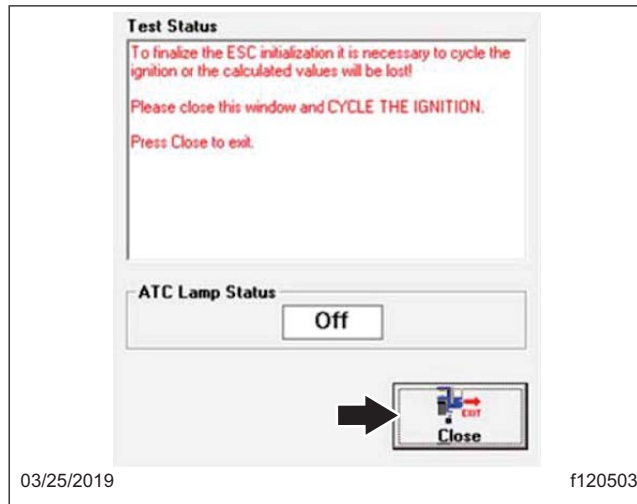 Test Status
To finalize the ESC initialization it is necessary to cycle the
ignition or the calculated values will be lost!
Please close this window and CYCLE THE IGNITION.
Press Close to exit.
ATC Lamp Status
Off
EXIT
Close
03/25/2019
f120503